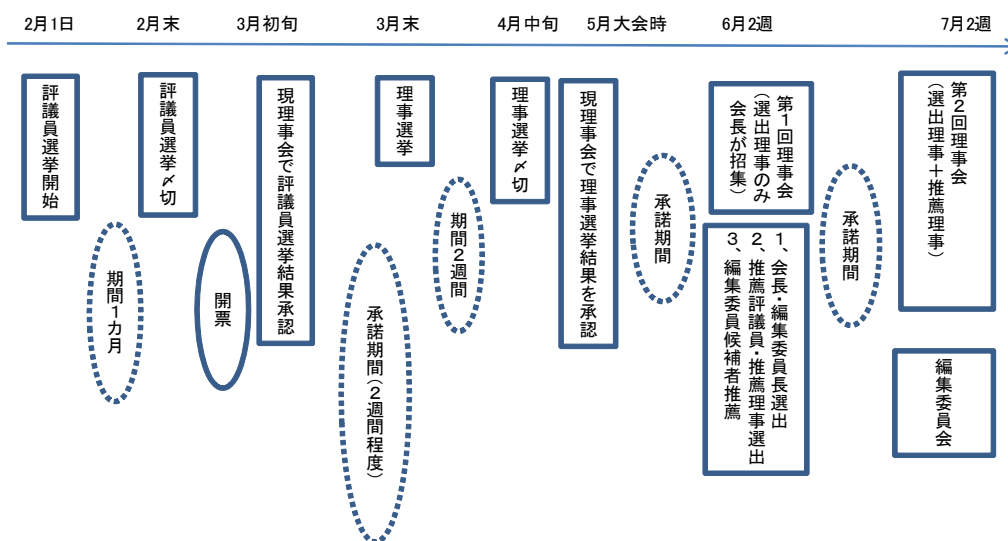 2月1日
2月末
3月初旬
3月末
4月中旬
5月大会時
6月2週
7月2週
評議員選挙開始
期間1カ月
評議員選挙〆切
開票
現理事会で評議員選挙結果承認
承諾期間(2週間程度)
理事選挙
期間2週間
理事選挙〆切
現理事会で理事選挙結果を承認
承諾期間
第1回理事会
(選出理事のみ
会長が招集)
1、会長・編集委員長選出
2、推薦評議員・推薦理事選出
3、編集委員候補者推薦
承諾期間
第2回理事会
(選出理事+推薦理事)
編集委員会